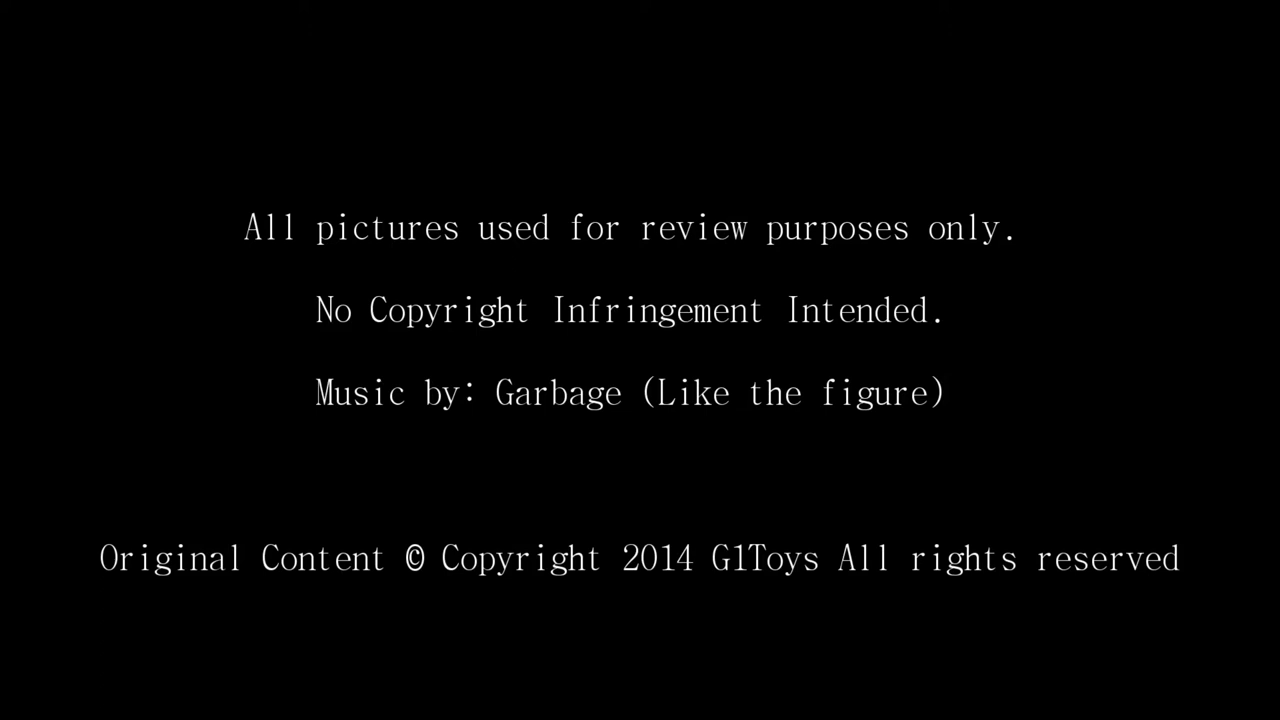 All pictures used for review purposes only.
No Copyright Infringement Intended.
Music by: Garbage (Like the figure)
Original Content © Copyright 2014 G1Toys All rights reserved